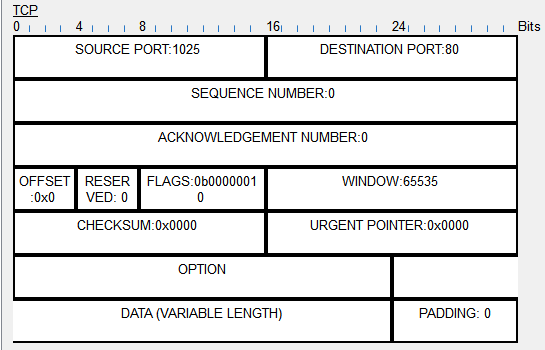 TCP
0 4 8 16 24 Bits
SOURCE PORT:1025 DESTINATION PORT:80
SEQUENCE NUMBER:0
ACKNOWLEDGEMENT NUMBER:0
OFFSET RESER FLAGS:0b0000001 WINDOW:65535
:0x0 VED: 0 0
CHECKSUM:0x0000 URGENT POINTER:0x0000
OPTION
DATA (VARIABLE LENGTH) PADDING: 0